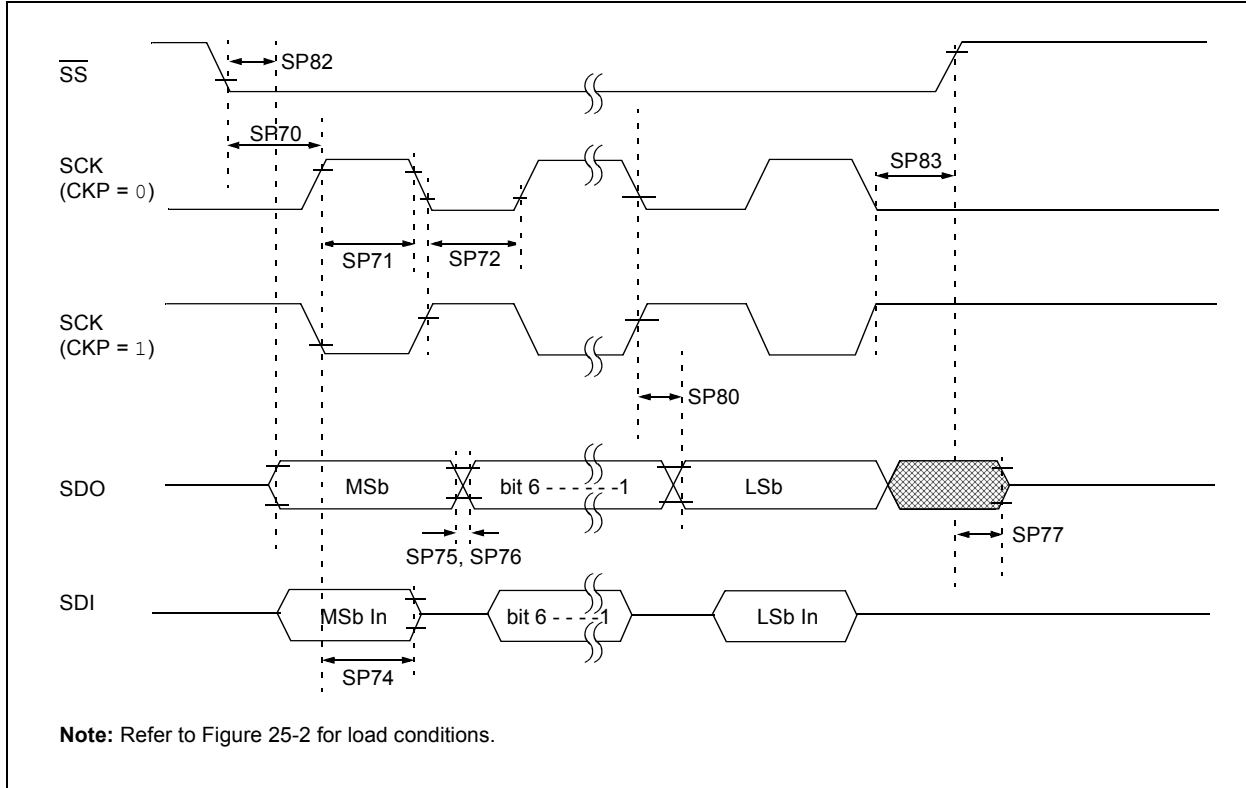 SS
SP82
SP70
SCK
(CKP = 0)
SP83
SP71
SP72
SCK
(CKP = 1)
SP80
SDO
MSb
bit 6 - - - - - -1
LSb
SP75, SP76
SP77
SDI
MSb In
bit 6 - - - -1
LSb In
SP74
Note: Refer to Figure 25-2 for load conditions.